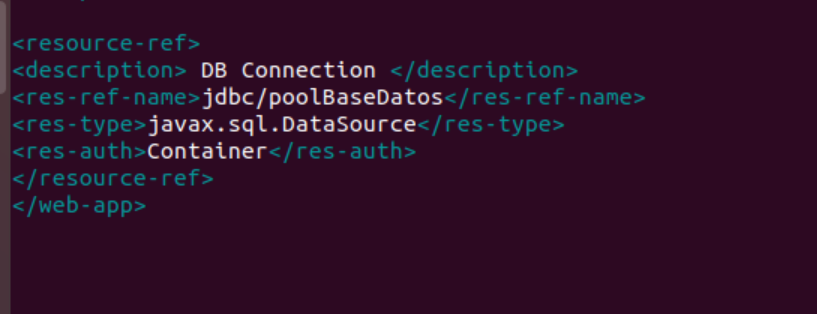 <resource-ref>
<description> DB Connection </description>
<res-ref-name>jdbc/poolBaseDatos</res-ref-name>
<res-type>javax.sql.DataSource</res-type>
<res-auth>Container</res-auth>
</resource-ref>
</web-app>